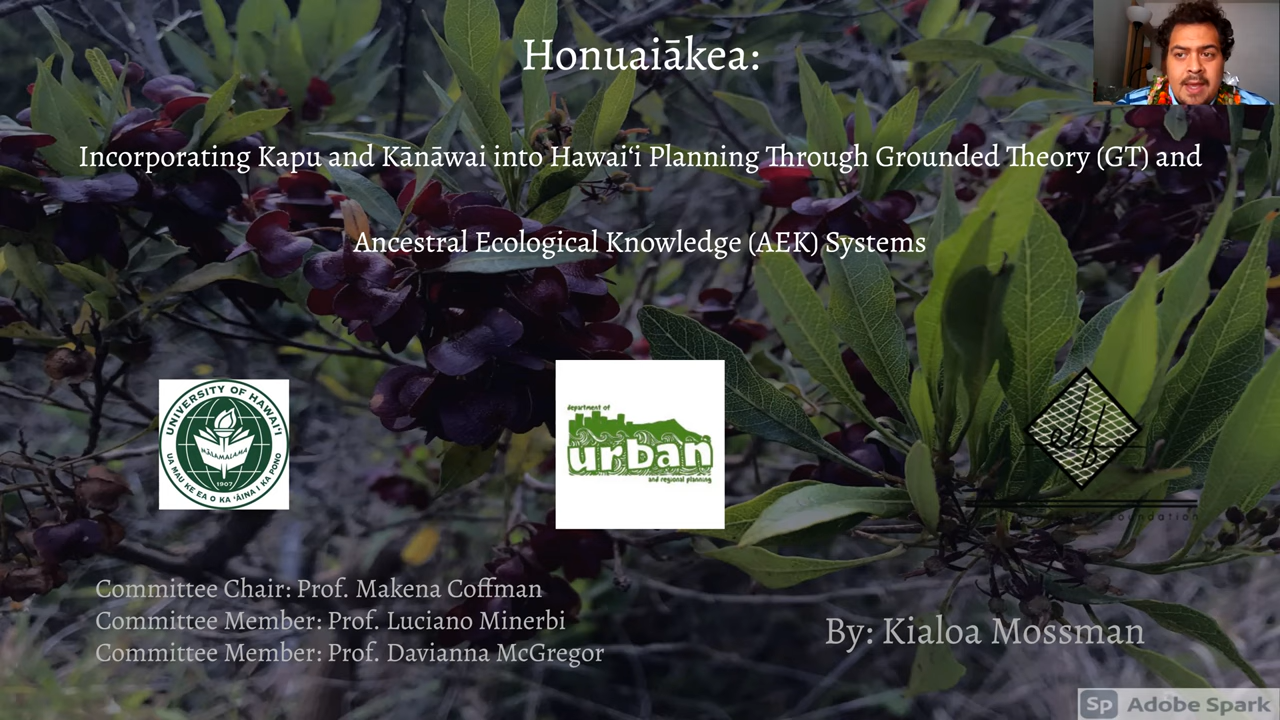 Honuaiākea:
Incorporating Kapu and Kānāwai into Hawaiʻi Planning Through Grounded Theory (GT) and
Ancestral Ecological Knowledge (AEK) Systems
UNIVERSITY OF HAWAIʻI
MALAMALAMA
1907
UA MAU KE EA O KA ʻĀINA I KA PONO
department of
urban
and regional planning
foundation
Committee Chair: Prof. Makena Coffman
Committee Member: Prof. Luciano Minerbi
Committee Member: Prof. Davianna McGregor
By: Kialoa Mossman
Sp Adobe Spark